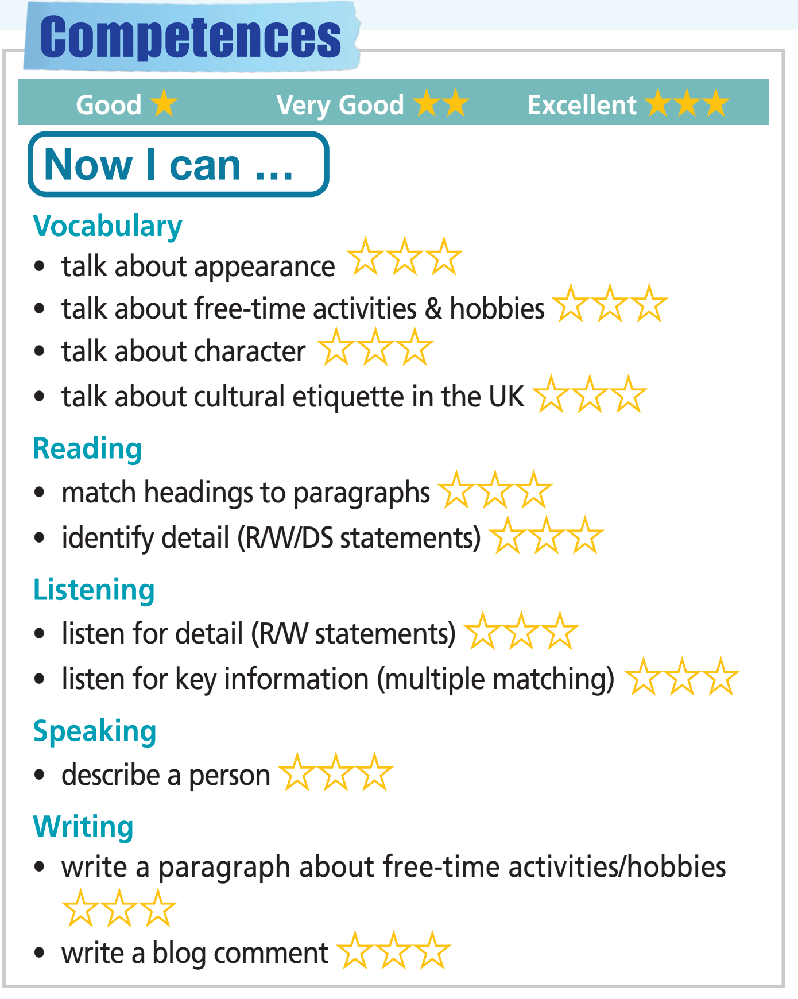 Competences
Good ★ Very Good ★★ Excellent ★★★
Now I can ...
Vocabulary
• talk about appearance ☆☆☆
• talk about free-time activities & hobbies ☆☆☆
• talk about character ☆☆☆
• talk about cultural etiquette in the UK ☆☆☆
Reading
• match headings to paragraphs ☆☆☆
• identify detail (R/W/DS statements) ☆☆☆
Listening
• listen for detail (R/W statements) ☆☆☆
• listen for key information (multiple matching) ☆☆☆
Speaking
• describe a person ☆☆☆
Writing
• write a paragraph about free-time activities/hobbies
☆☆☆
• write a blog comment ☆☆☆